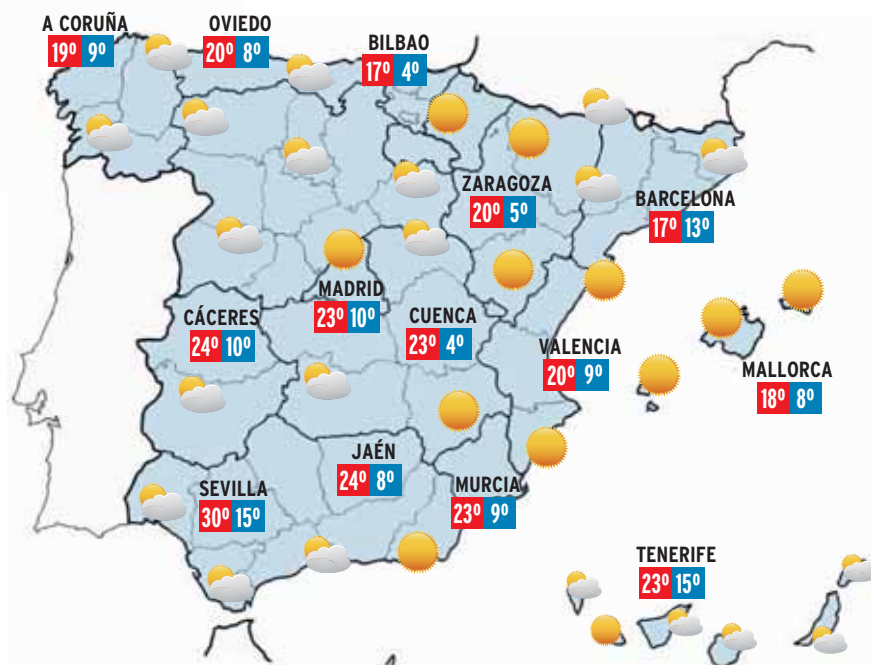 A CORUÑA
19º 9º
OVIEDO
20º 8º
BILBAO
17º 4º
ZARAGOZA
20º 5º
BARCELONA
17º 13º
MADRID
23º 10º
CÁCERES
24º 10º
CUENCA
23º 4º
VALENCIA
20º 9º
MALLORCA
18º 8º
JAÉN
24º 8º
SEVILLA
30º 15º
MURCIA
23º 9º
TENERIFE
23º 15º